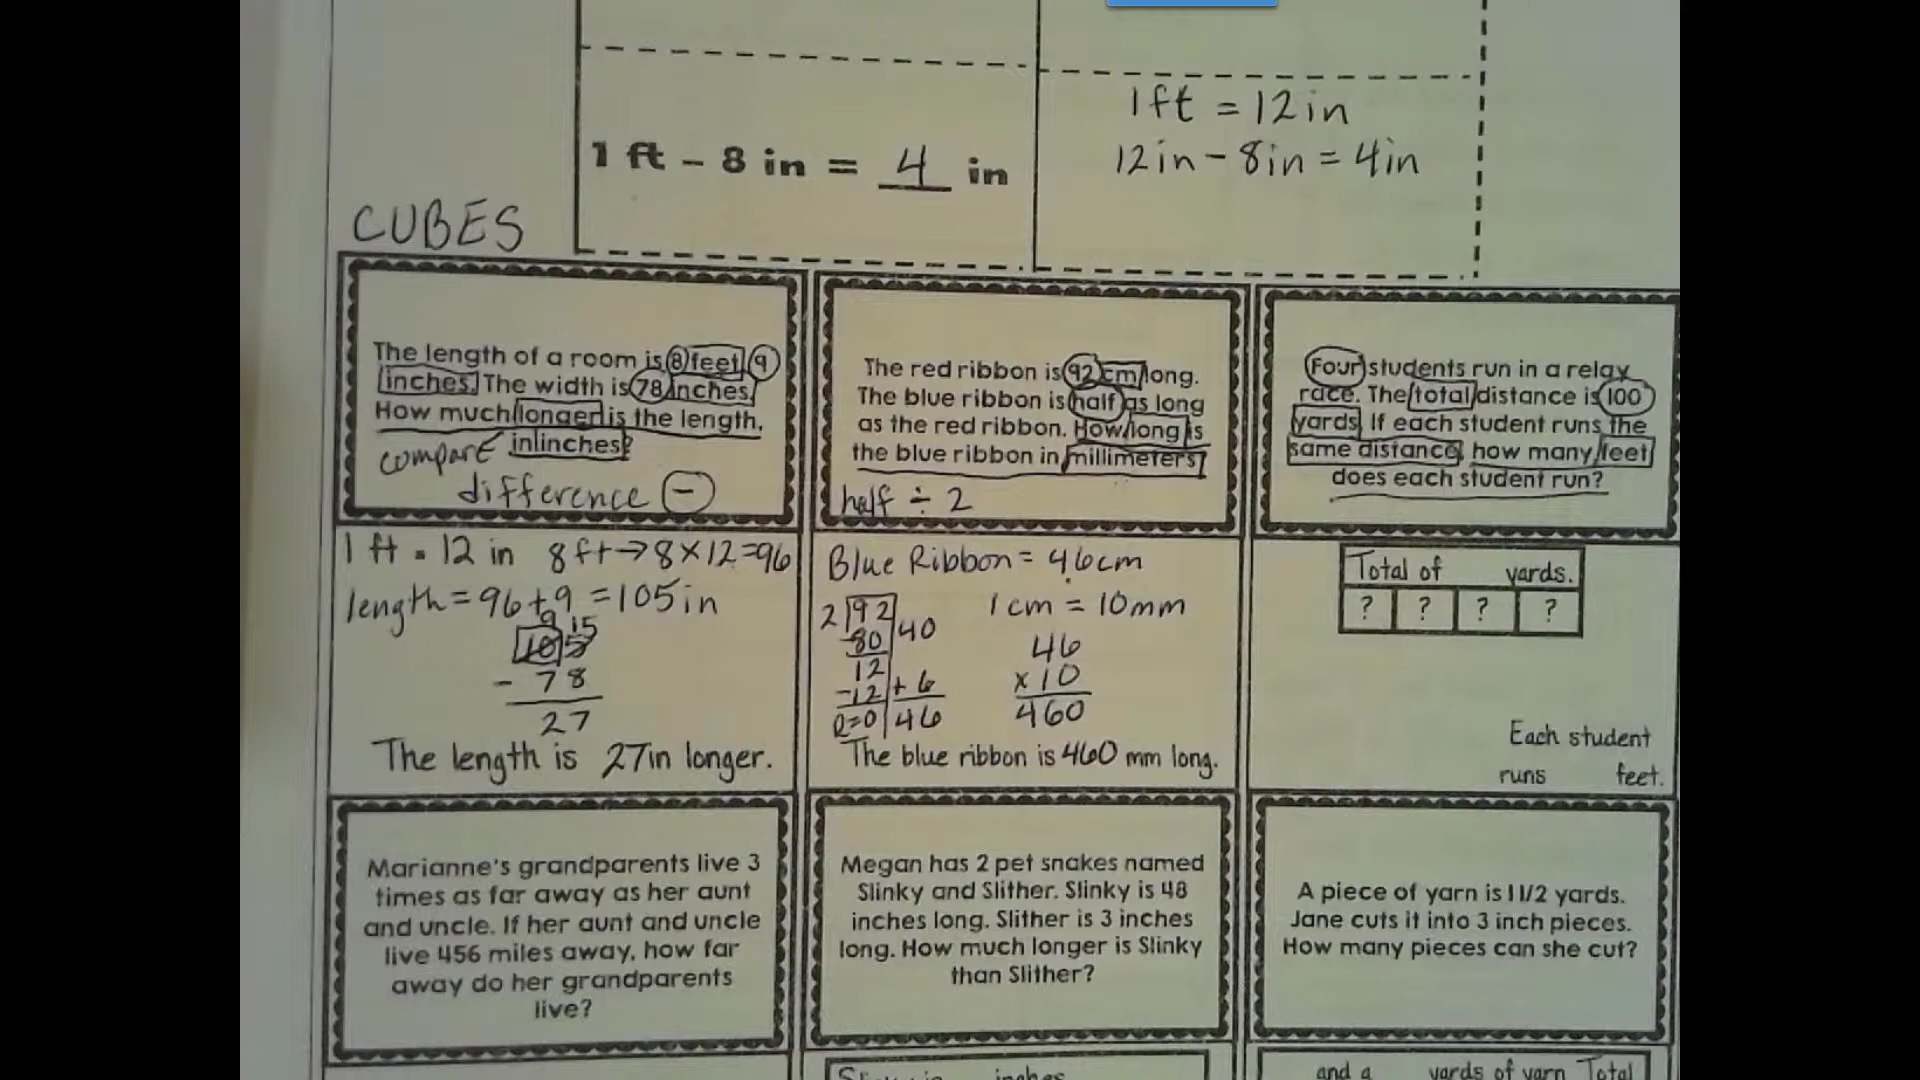 1 ft = 12 in
12 in - 8 in = 4 in
1 ft - 8 in = 4 in
CUBES
The length of a room is 8 feet 9
inches. The width is 78 inches.
How much longer is the length,
in inches?
compare
difference -
The red ribbon is 92 cm long.
The blue ribbon is half as long
as the red ribbon. How long is
the blue ribbon in millimeters?
half ÷ 2
Four students run in a relay
race. The total distance is 100
yards. If each student runs the
same distance, how many feet
does each student run?
1 ft = 12 in 8 ft → 8 × 12 = 96
length = 96 + 9 = 105 in
9 15
105
- 78
27
The length is 27in longer.
Blue Ribbon = 46cm
1 cm = 10mm
2 92
80 40
12
-12 + 6
R=0 46
46
x 10
460
The blue ribbon is 460 mm long.
Total of yards.
? ? ? ?
Each student
runs feet.
Marianne's grandparents live 3
times as far away as her aunt
and uncle. If her aunt and uncle
live 456 miles away, how far
away do her grandparents
live?
Megan has 2 pet snakes named
Slinky and Slither. Slinky is 48
inches long. Slither is 3 inches
long. How much longer is Slinky
than Slither?
A piece of yarn is 1 1/2 yards.
Jane cuts it into 3 inch pieces.
How many pieces can she cut?
inches
and a yards of yarn Total